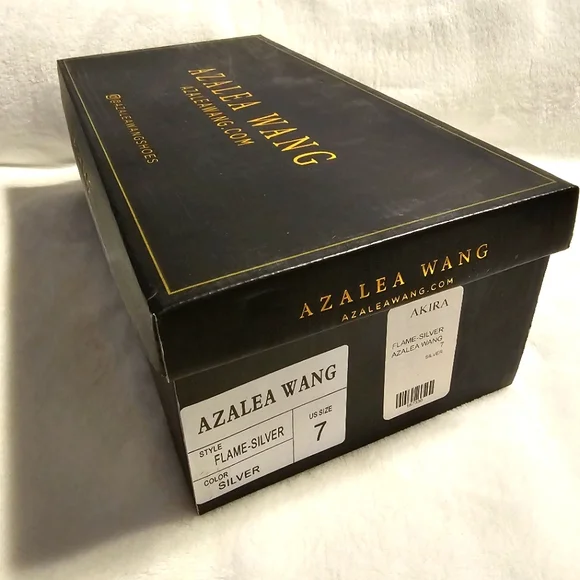 AZALEA WANG
AZALEAWANG.COM
@AZALEAWANGSHOES
AZALEA WANG
AZALEAWANG.COM
AKIRA
FLAME-SILVER
AZALEA WANG
7
SILVER
AZALEA WANG
STYLE
FLAME-SILVER
COLOR
SILVER
US SIZE
7